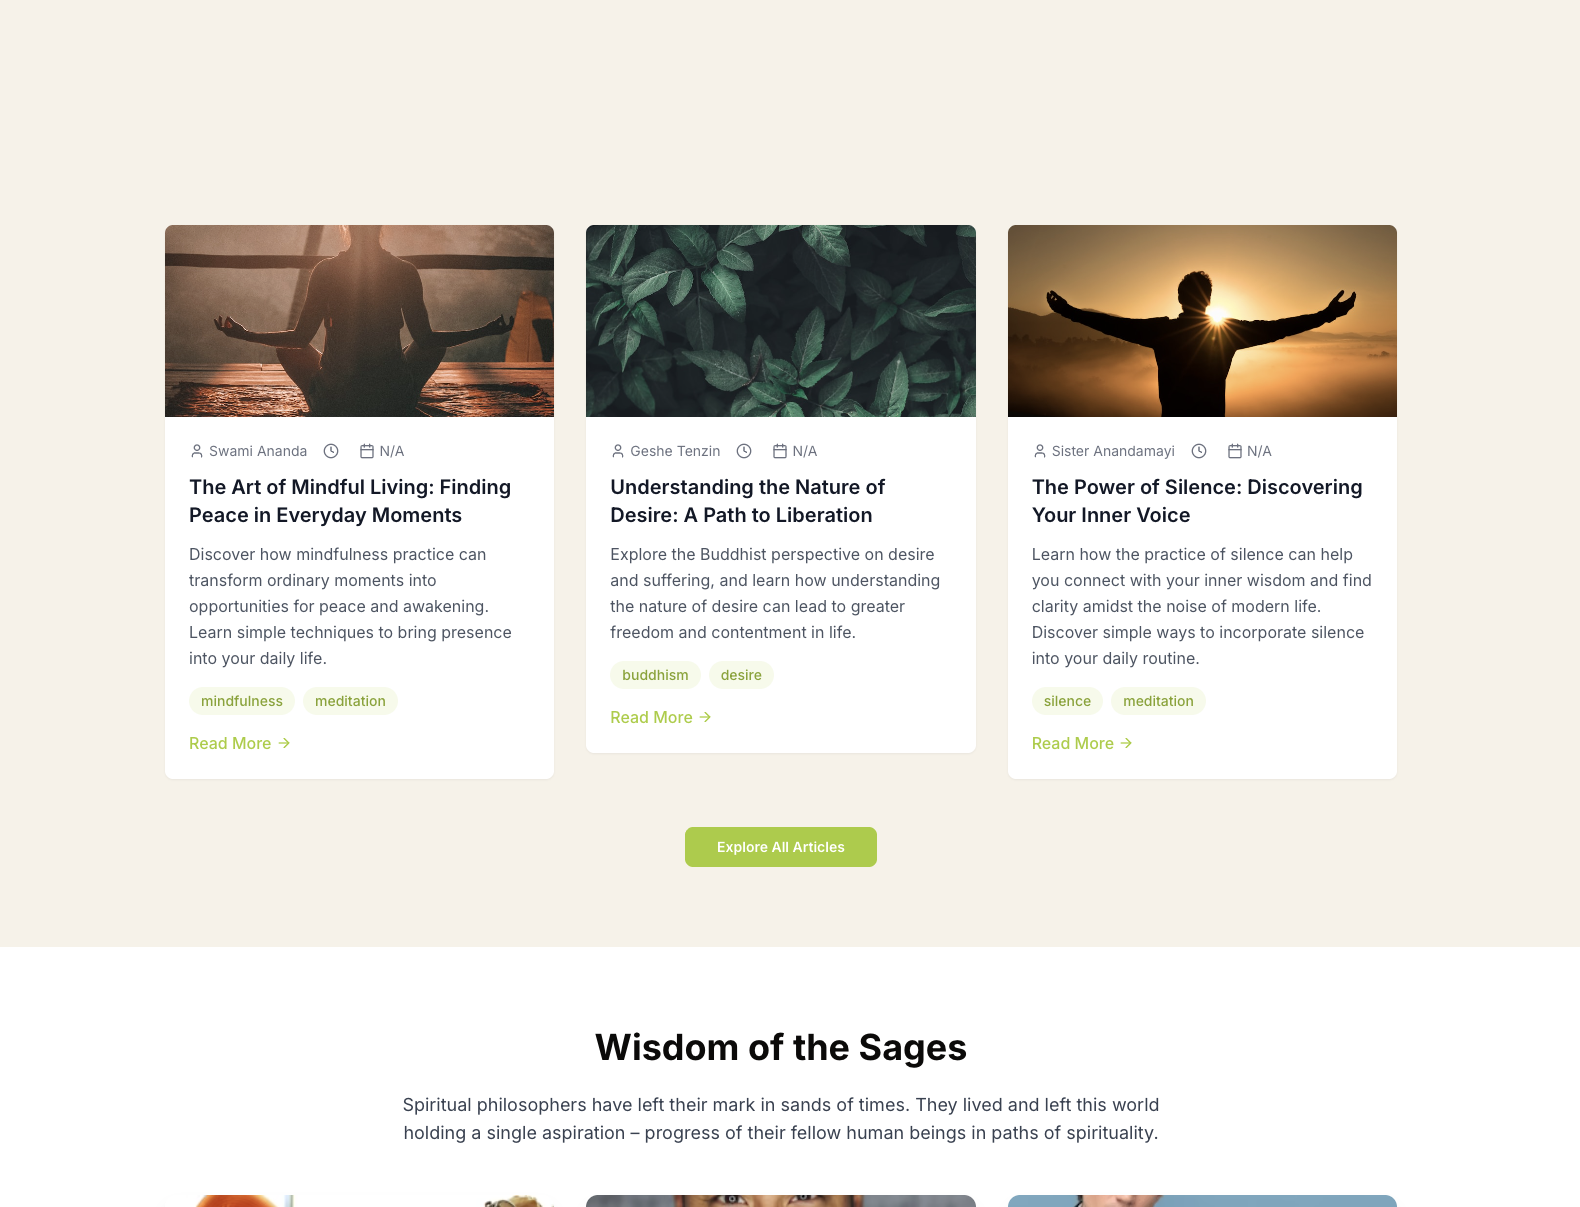 Swami Ananda N/A
The Art of Mindful Living: Finding
Peace in Everyday Moments
Discover how mindfulness practice can
transform ordinary moments into
opportunities for peace and awakening.
Learn simple techniques to bring presence
into your daily life.
mindfulness meditation
Read More →
Geshe Tenzin N/A
Understanding the Nature of
Desire: A Path to Liberation
Explore the Buddhist perspective on desire
and suffering, and learn how understanding
the nature of desire can lead to greater
freedom and contentment in life.
buddhism desire
Read More →
Sister Anandamayi N/A
The Power of Silence: Discovering
Your Inner Voice
Learn how the practice of silence can help
you connect with your inner wisdom and find
clarity amidst the noise of modern life.
Discover simple ways to incorporate silence
into your daily routine.
silence meditation
Read More →
Explore All Articles
Wisdom of the Sages
Spiritual philosophers have left their mark in sands of times. They lived and left this world
holding a single aspiration – progress of their fellow human beings in paths of spirituality.